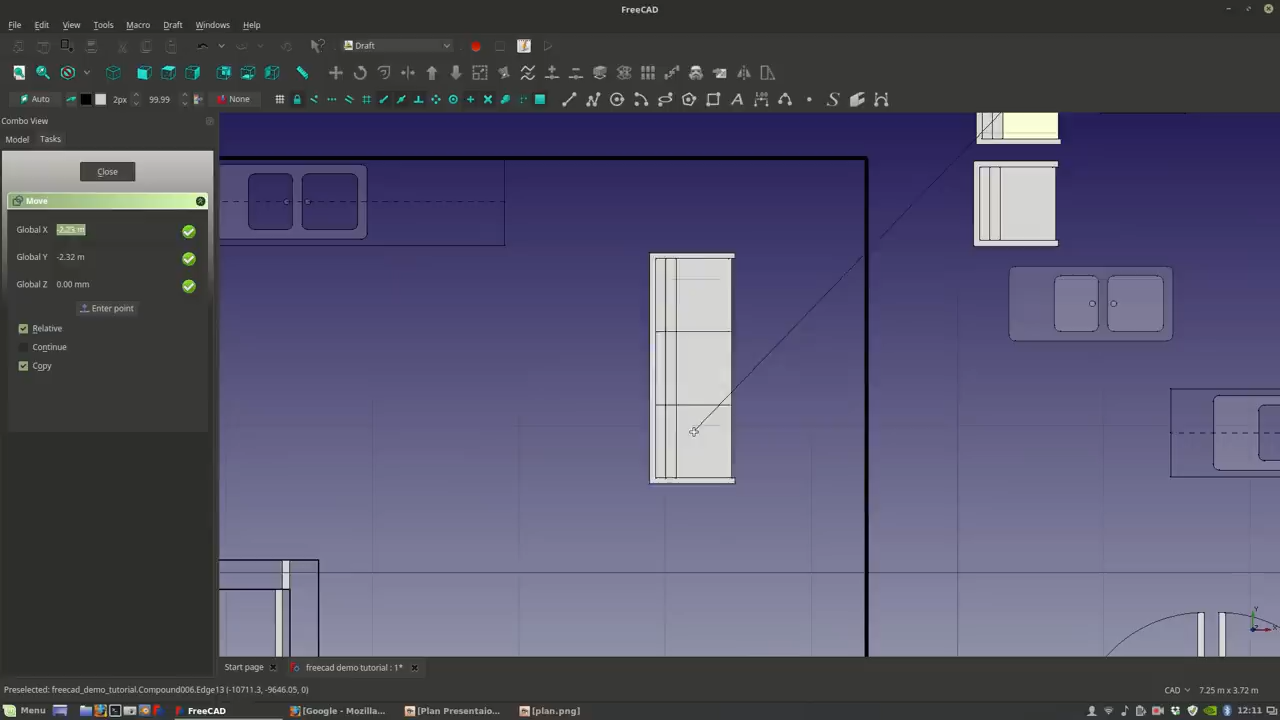 FreeCAD
File Edit View Tools Macro Draft Windows Help
Draft
Auto 2px 99.99 None
Combo View
Model Tasks
Close
Move
Global X -2.23 m
Global Y -2.32 m
Global Z 0.00 mm
Enter point
Relative
Continue
Copy
Y
Start page freecad demo tutorial : 1*
Preselected: freecad_demo_tutorial.Compound006.Edge13 (-10711.3, -9646.05, 0) CAD 7.25 m x 3.72 m
Menu FreeCAD [Google - Mozilla... [Plan Presentaio... [plan.png] 12:11